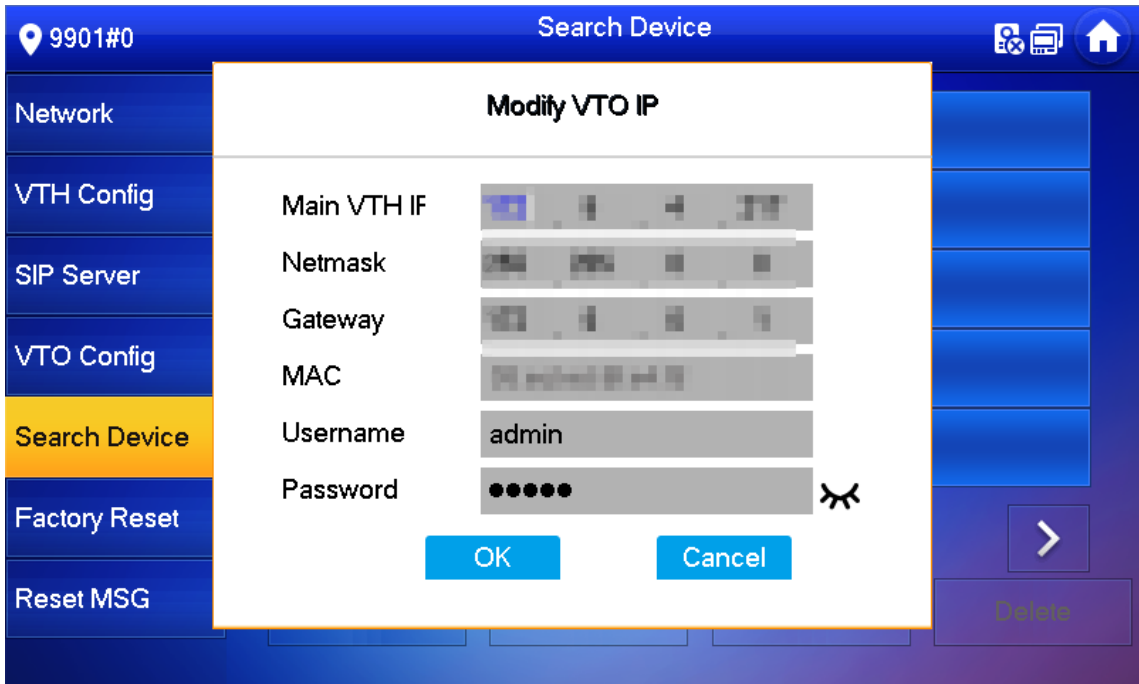 9901#0
Search Device
Network
VTH Config
SIP Server
VTO Config
Search Device
Factory Reset
Reset MSG
Modify VTO IP
Main VTH IF
Netmask
Gateway
MAC
Username admin
Password ●●●●●
OK Cancel
Delete